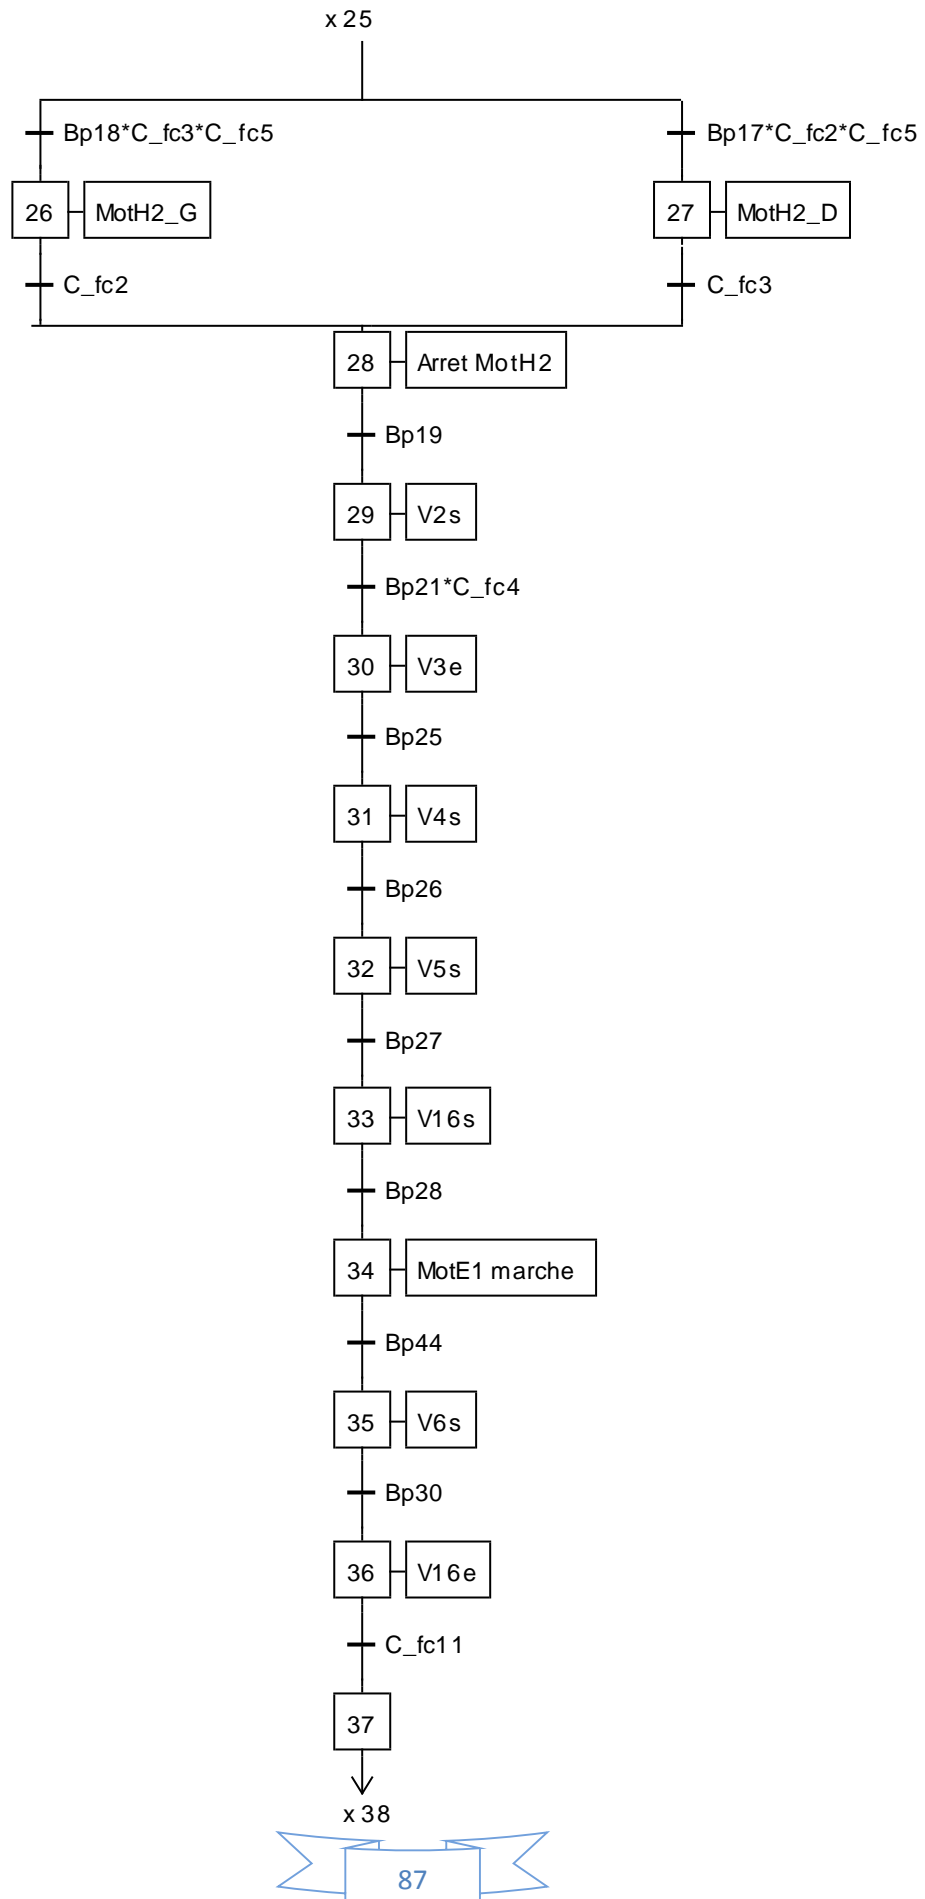 x 25
Bp18*C_fc3*C_fc5
Bp17*C_fc2*C_fc5
26
MotH2_G
27
MotH2_D
C_fc2
C_fc3
28
Arret MotH2
Bp19
29
V2s
Bp21*C_fc4
30
V3e
Bp25
31
V4s
Bp26
32
V5s
Bp27
33
V16s
Bp28
34
MotE1 marche
Bp44
35
V6s
Bp30
36
V16e
C_fc11
37
x 38
87